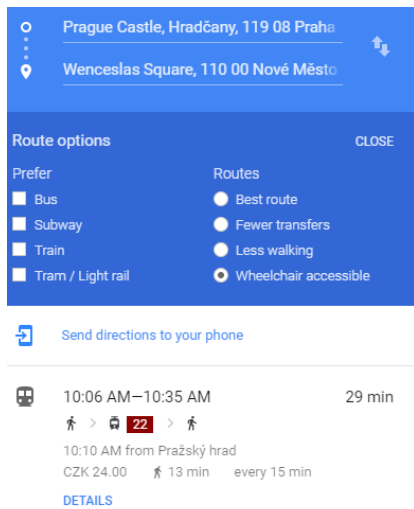 Prague Castle, Hradčany, 119 08 Praha
Wenceslas Square, 110 00 Nové Město
Route options CLOSE
Prefer Routes
Bus Best route
Subway Fewer transfers
Train Less walking
Tram / Light rail Wheelchair accessible
Send directions to your phone
10:06 AM—10:35 AM 29 min
22
10:10 AM from Pražský hrad
CZK 24.00 13 min every 15 min
DETAILS